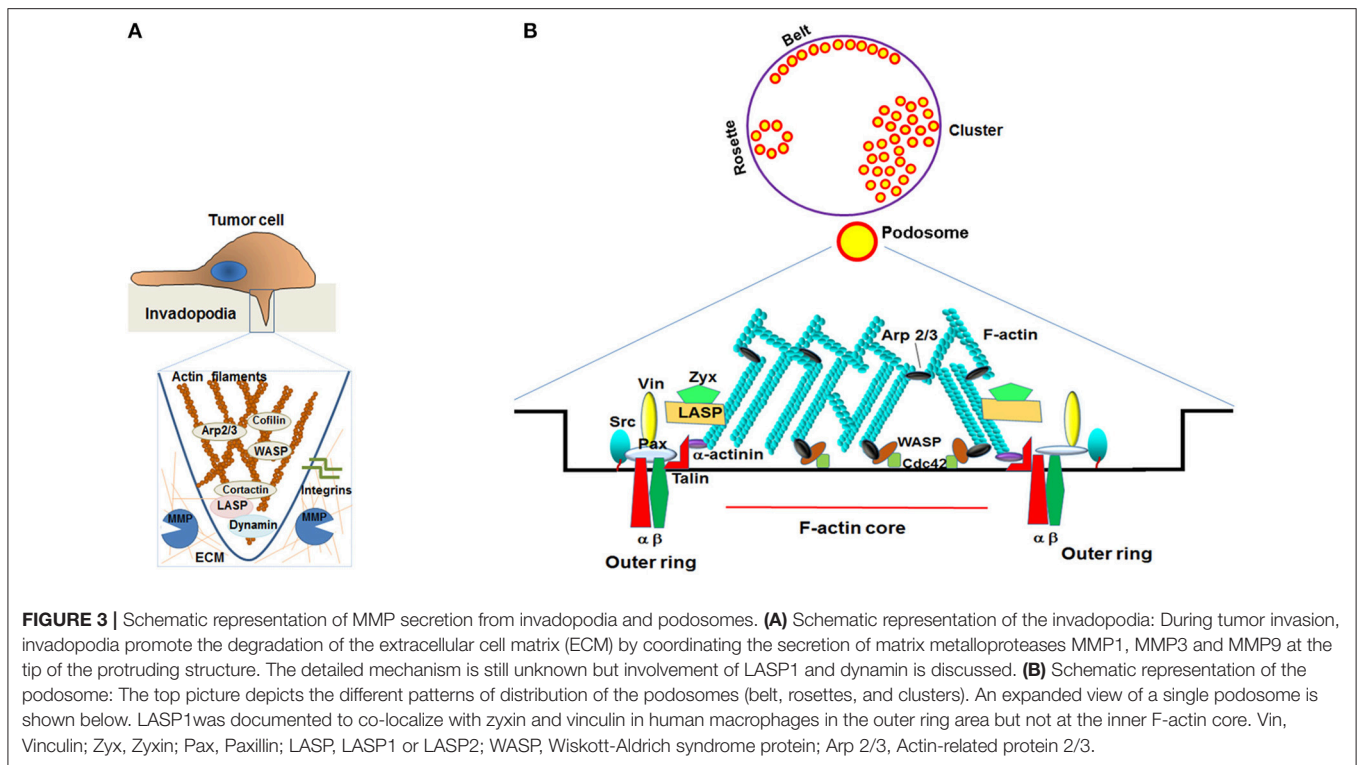 A
B
Belt
Rosette
Cluster
Podosome
Tumor cell
Invadopodia
Actin filaments
Arp2/3
Cofilin
WASP
Cortactin
LASP
Integrins
MMP
Dynamin
MMP
ECM
Arp 2/3
F-actin
Zyx
Vin
LASP
Src
Pax
α-actinin
WASP
Cdc42
Talin
F-actin core
α β
Outer ring
α β
Outer ring
FIGURE 3 | Schematic representation of MMP secretion from invadopodia and podosomes. (A) Schematic representation of the invadopodia: During tumor invasion,
invadopodia promote the degradation of the extracellular cell matrix (ECM) by coordinating the secretion of matrix metalloproteases MMP1, MMP3 and MMP9 at the
tip of the protruding structure. The detailed mechanism is still unknown but involvement of LASP1 and dynamin is discussed. (B) Schematic representation of the
podosome: The top picture depicts the different patterns of distribution of the podosomes (belt, rosettes, and clusters). An expanded view of a single podosome is
shown below. LASP1was documented to co-localize with zyxin and vinculin in human macrophages in the outer ring area but not at the inner F-actin core. Vin,
Vinculin; Zyx, Zyxin; Pax, Paxillin; LASP, LASP1 or LASP2; WASP, Wiskott-Aldrich syndrome protein; Arp 2/3, Actin-related protein 2/3.